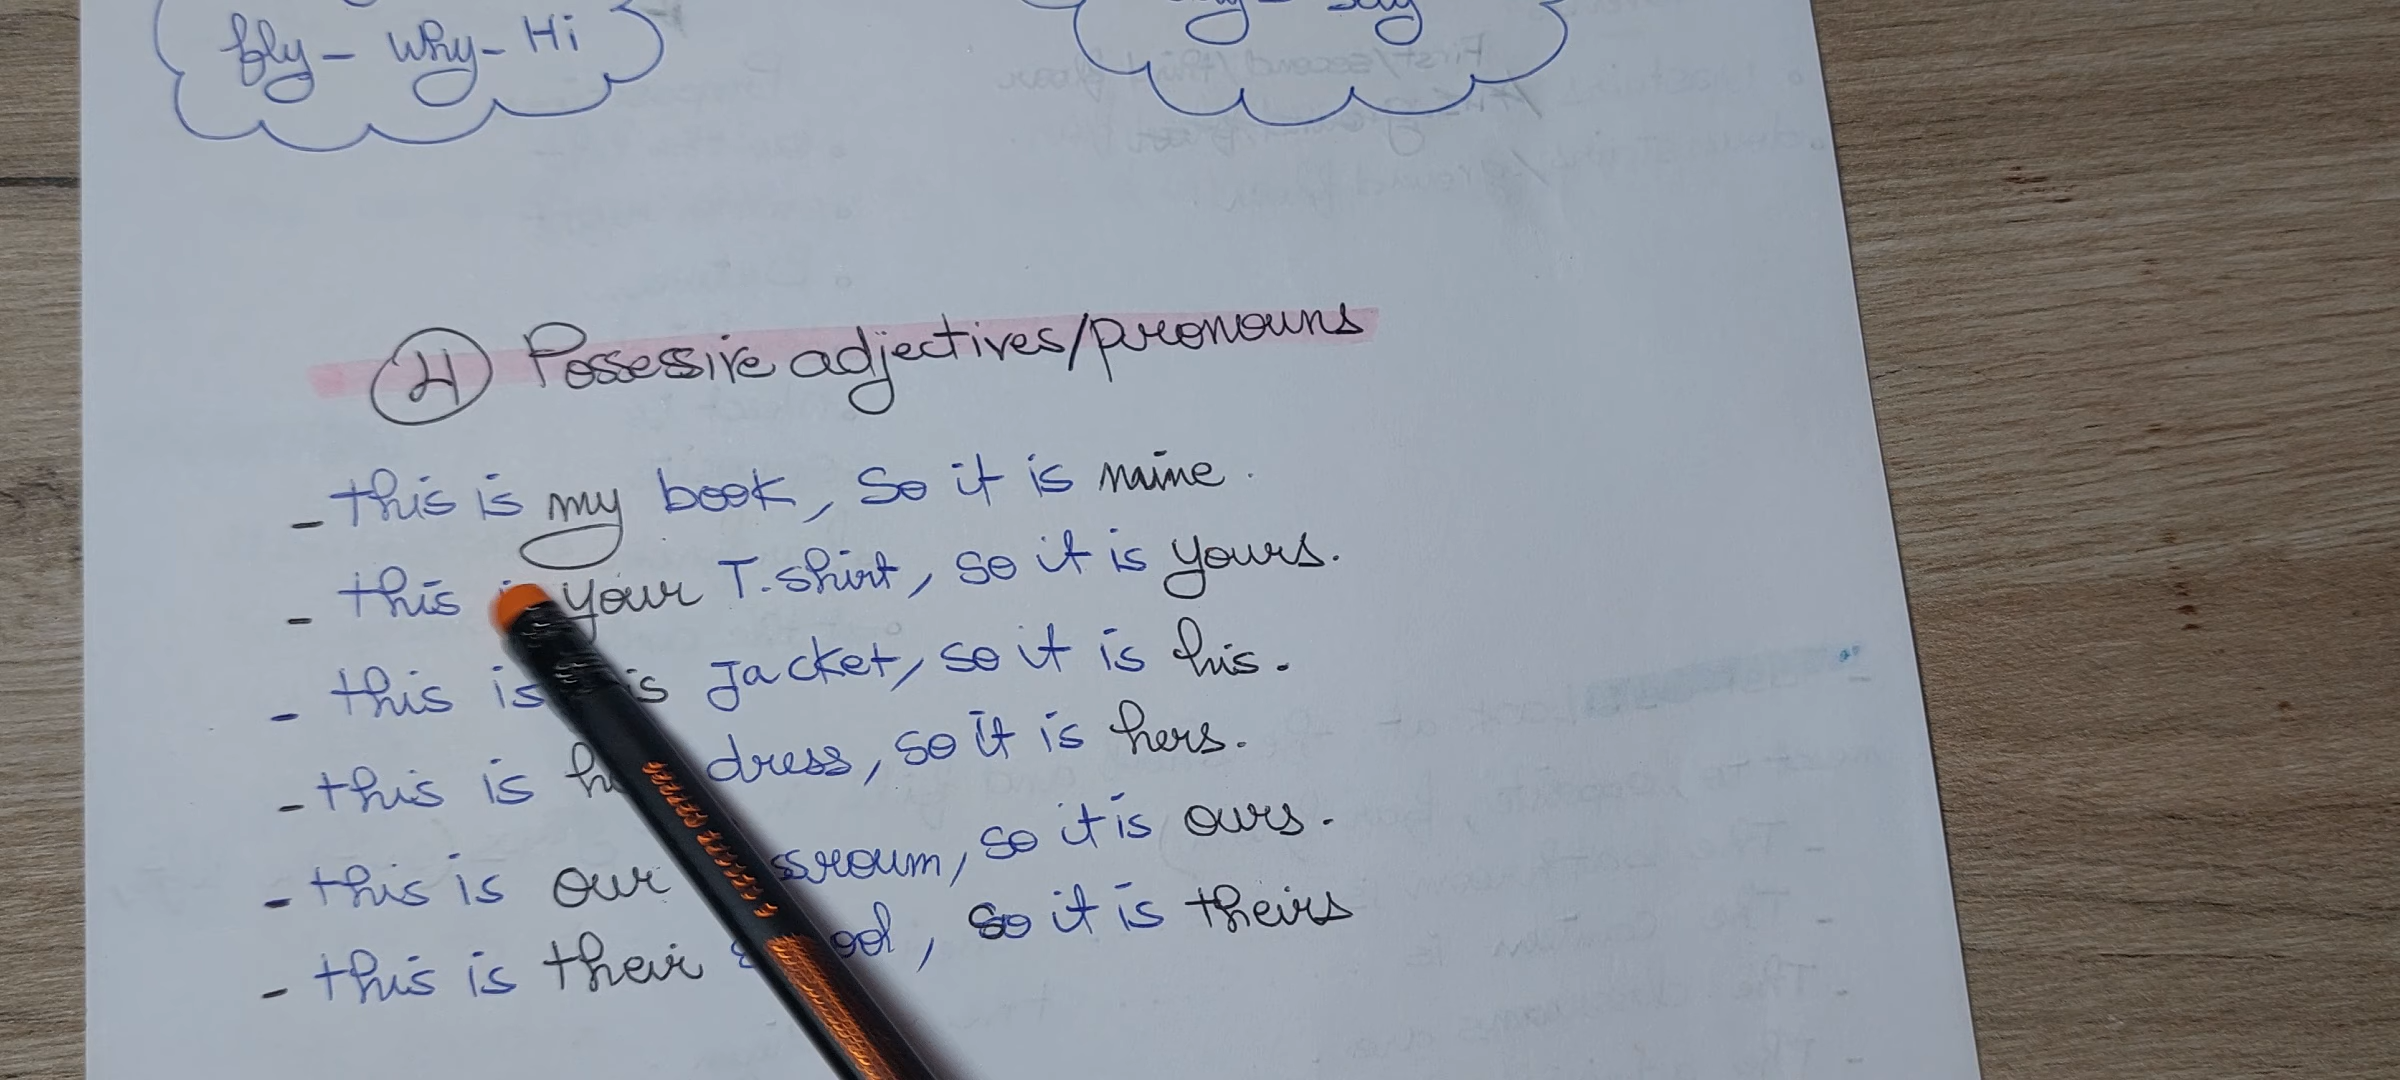 fly - why - Hi
④ Possessive adjectives/pronouns
- this is my book, so it is mine.
- this is your T.shirt, so it is yours.
- this is jacket, so it is his.
- this is dress, so it is hers.
- this is our so it is ours.
- this is their so it is theirs